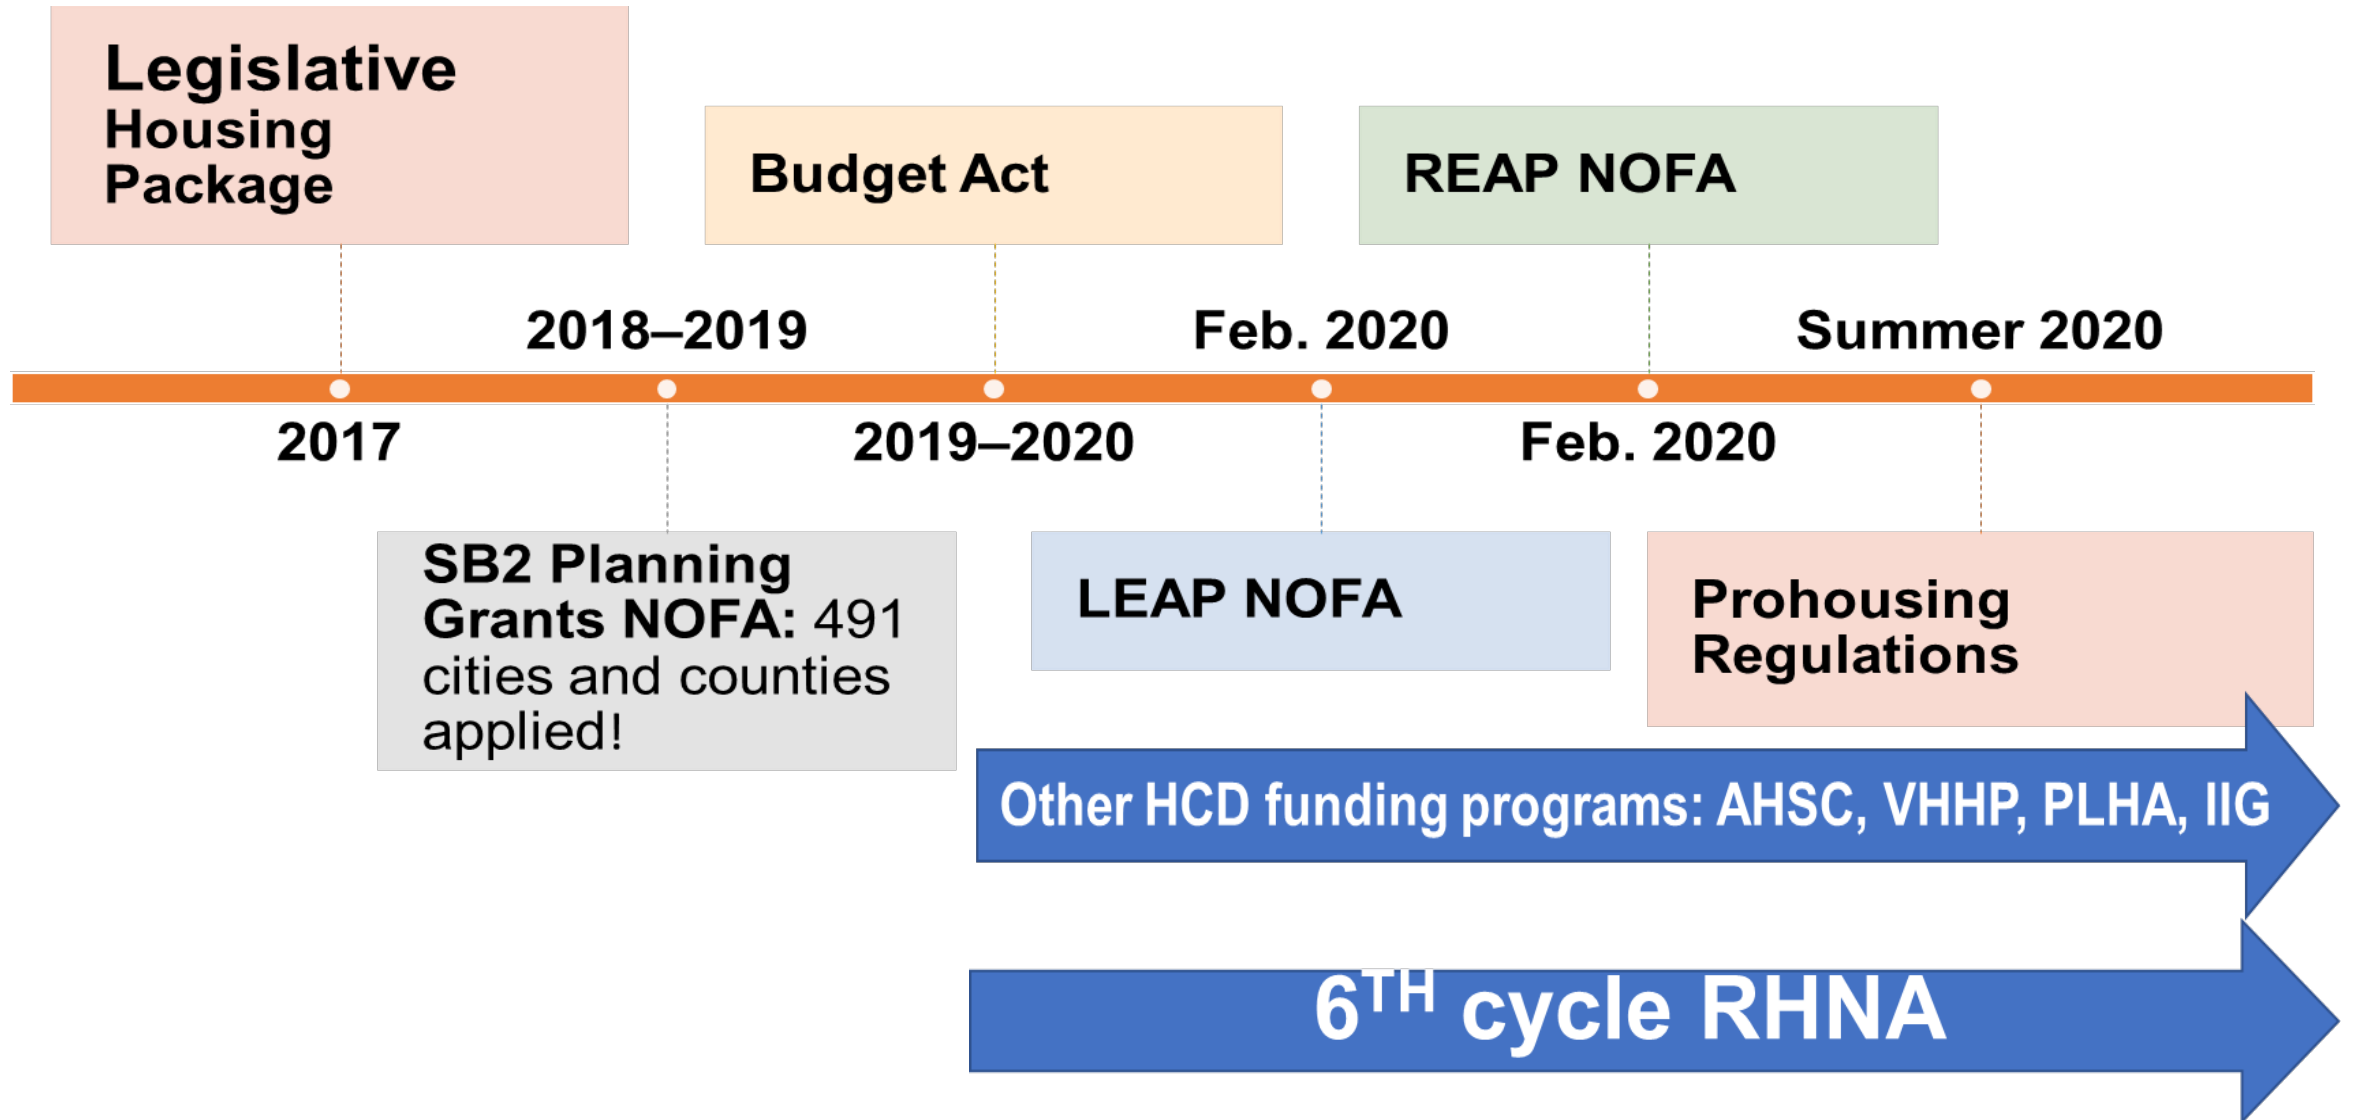 Legislative
Housing
Package
Budget Act
REAP NOFA
2018–2019
Feb. 2020
Summer 2020
2017
2019–2020
Feb. 2020
SB2 Planning
Grants NOFA: 491
cities and counties
applied!
LEAP NOFA
Prohousing
Regulations
Other HCD funding programs: AHSC, VHHP, PLHA, IIG
6TH cycle RHNA